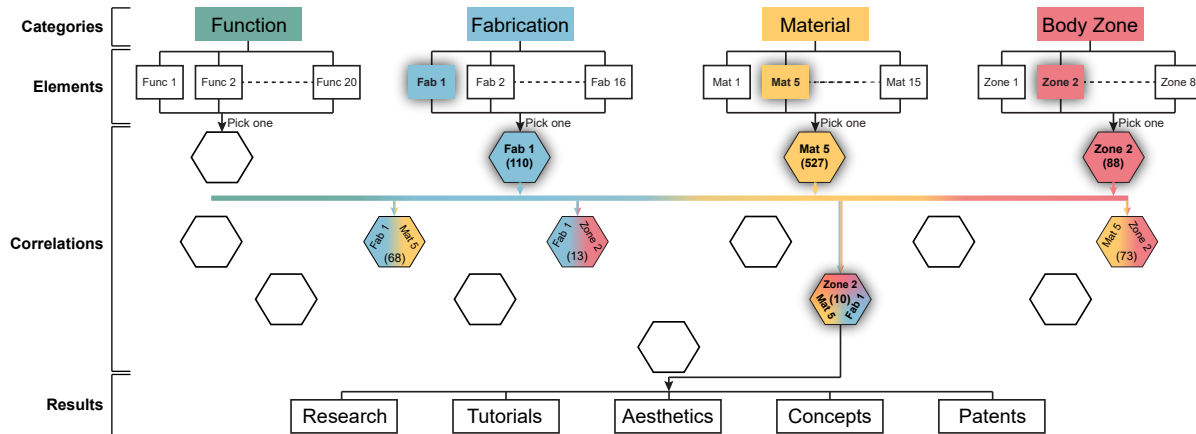 Categories
Function
Fabrication
Material
Body Zone
Elements
Func 1
Func 2
Func 20
Fab 1
Fab 2
Fab 16
Mat 1
Mat 5
Mat 15
Zone 1
Zone 2
Zone 8
Pick one
Pick one
Pick one
Pick one
Fab 1
(110)
Mat 5
(527)
Zone 2
(88)
Correlations
Fab 1
Mat 5
(68)
Fab 1
Zone 2
(13)
Mat 5
Zone 2
(73)
Zone 2
(10)
Mat 5
Fab 1
Results
Research
Tutorials
Aesthetics
Concepts
Patents